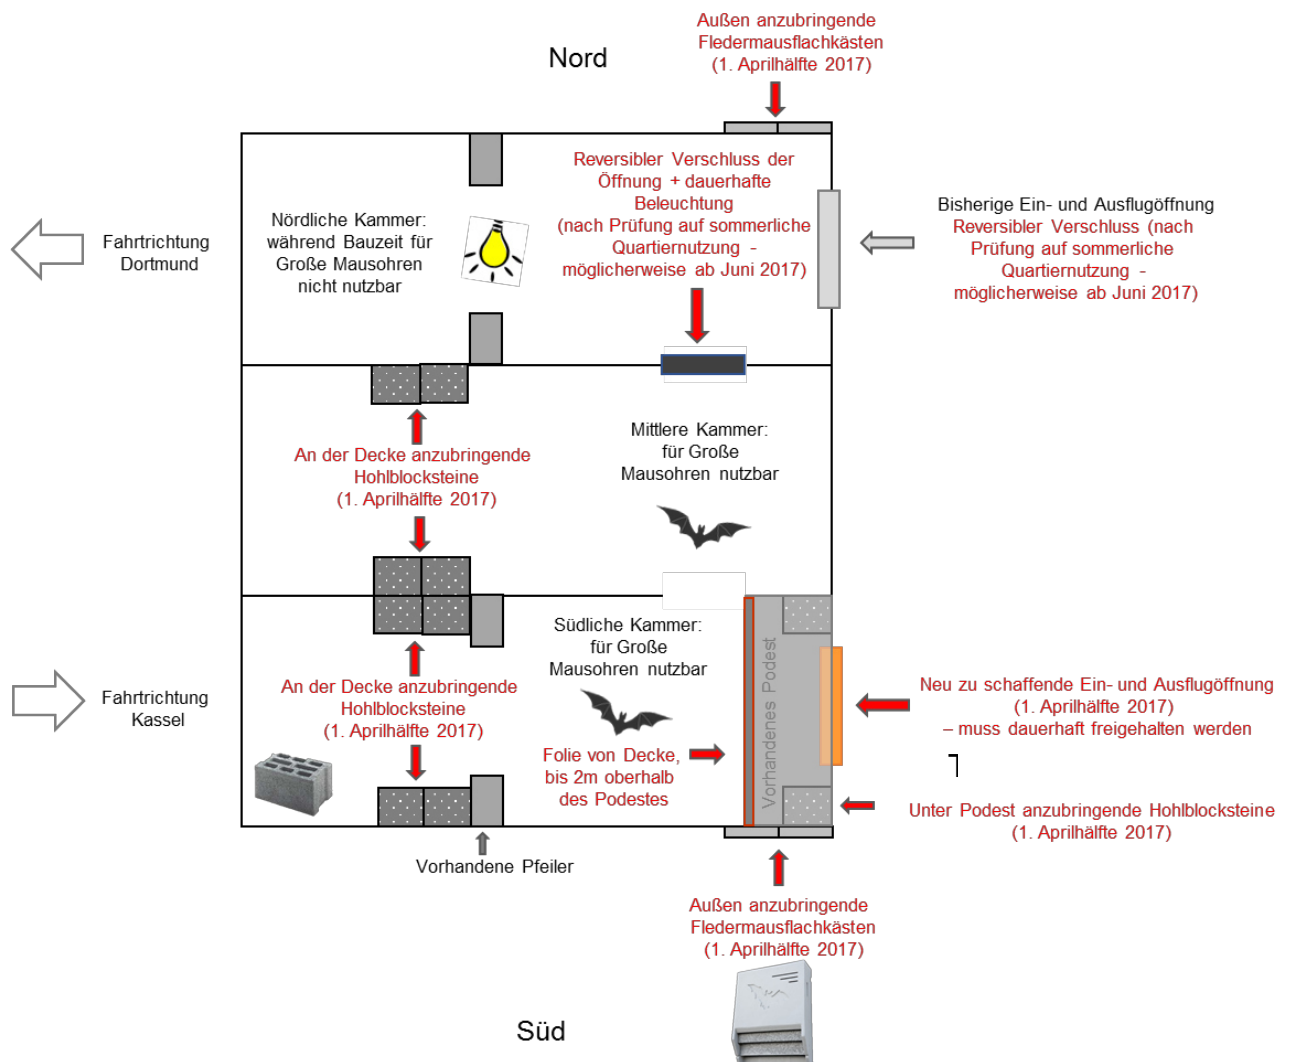 Außen anzubringende
Fledermausflachkästen
(1. Aprilhälfte 2017)
Nord
Reversibler Verschluss der
Öffnung + dauerhafte
Beleuchtung
(nach Prüfung auf sommerliche
Quartiernutzung -
möglicherweise ab Juni 2017)
Bisherige Ein- und Ausflugöffnung
Reversibler Verschluss (nach
Prüfung auf sommerliche
Quartiernutzung -
möglicherweise ab Juni 2017)
Nördliche Kammer:
während Bauzeit für
Große Mausohren
nicht nutzbar
Fahrtrichtung
Dortmund
Mittlere Kammer:
für Große
Mausohren nutzbar
An der Decke anzubringende
Hohlblocksteine
(1. Aprilhälfte 2017)
Südliche Kammer:
für Große
Mausohren nutzbar
Vorhandenes Podest
An der Decke anzubringende
Hohlblocksteine
(1. Aprilhälfte 2017)
Fahrtrichtung
Kassel
Neu zu schaffende Ein- und Ausflugöffnung
(1. Aprilhälfte 2017)
– muss dauerhaft freigehalten werden
Folie von Decke,
bis 2m oberhalb
des Podestes
Unter Podest anzubringende Hohlblocksteine
(1. Aprilhälfte 2017)
Vorhandene Pfeiler
Außen anzubringende
Fledermausflachkästen
(1. Aprilhälfte 2017)
Süd